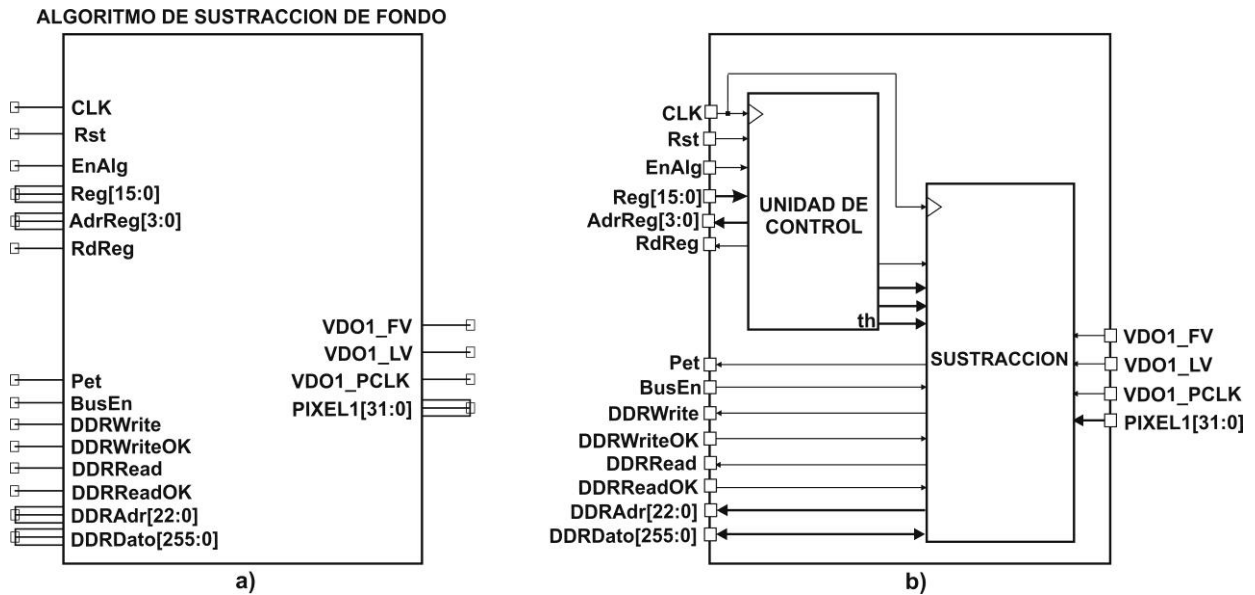 ALGORITMO DE SUSTRACCION DE FONDO
CLK
Rst
EnAlg
Reg[15:0]
AdrReg[3:0]
RdReg
VDO1_FV
VDO1_LV
VDO1_PCLK
PIXEL1[31:0]
Pet
BusEn
DDRWrite
DDRWriteOK
DDRRead
DDRReadOK
DDRAdr[22:0]
DDRDato[255:0]
a)
CLK
Rst
EnAlg
Reg[15:0]
AdrReg[3:0]
RdReg
UNIDAD DE
CONTROL
th
SUSTRACCION
Pet
BusEn
DDRWrite
DDRWriteOK
DDRRead
DDRReadOK
DDRAdr[22:0]
DDRDato[255:0]
VDO1_FV
VDO1_LV
VDO1_PCLK
PIXEL1[31:0]
b)